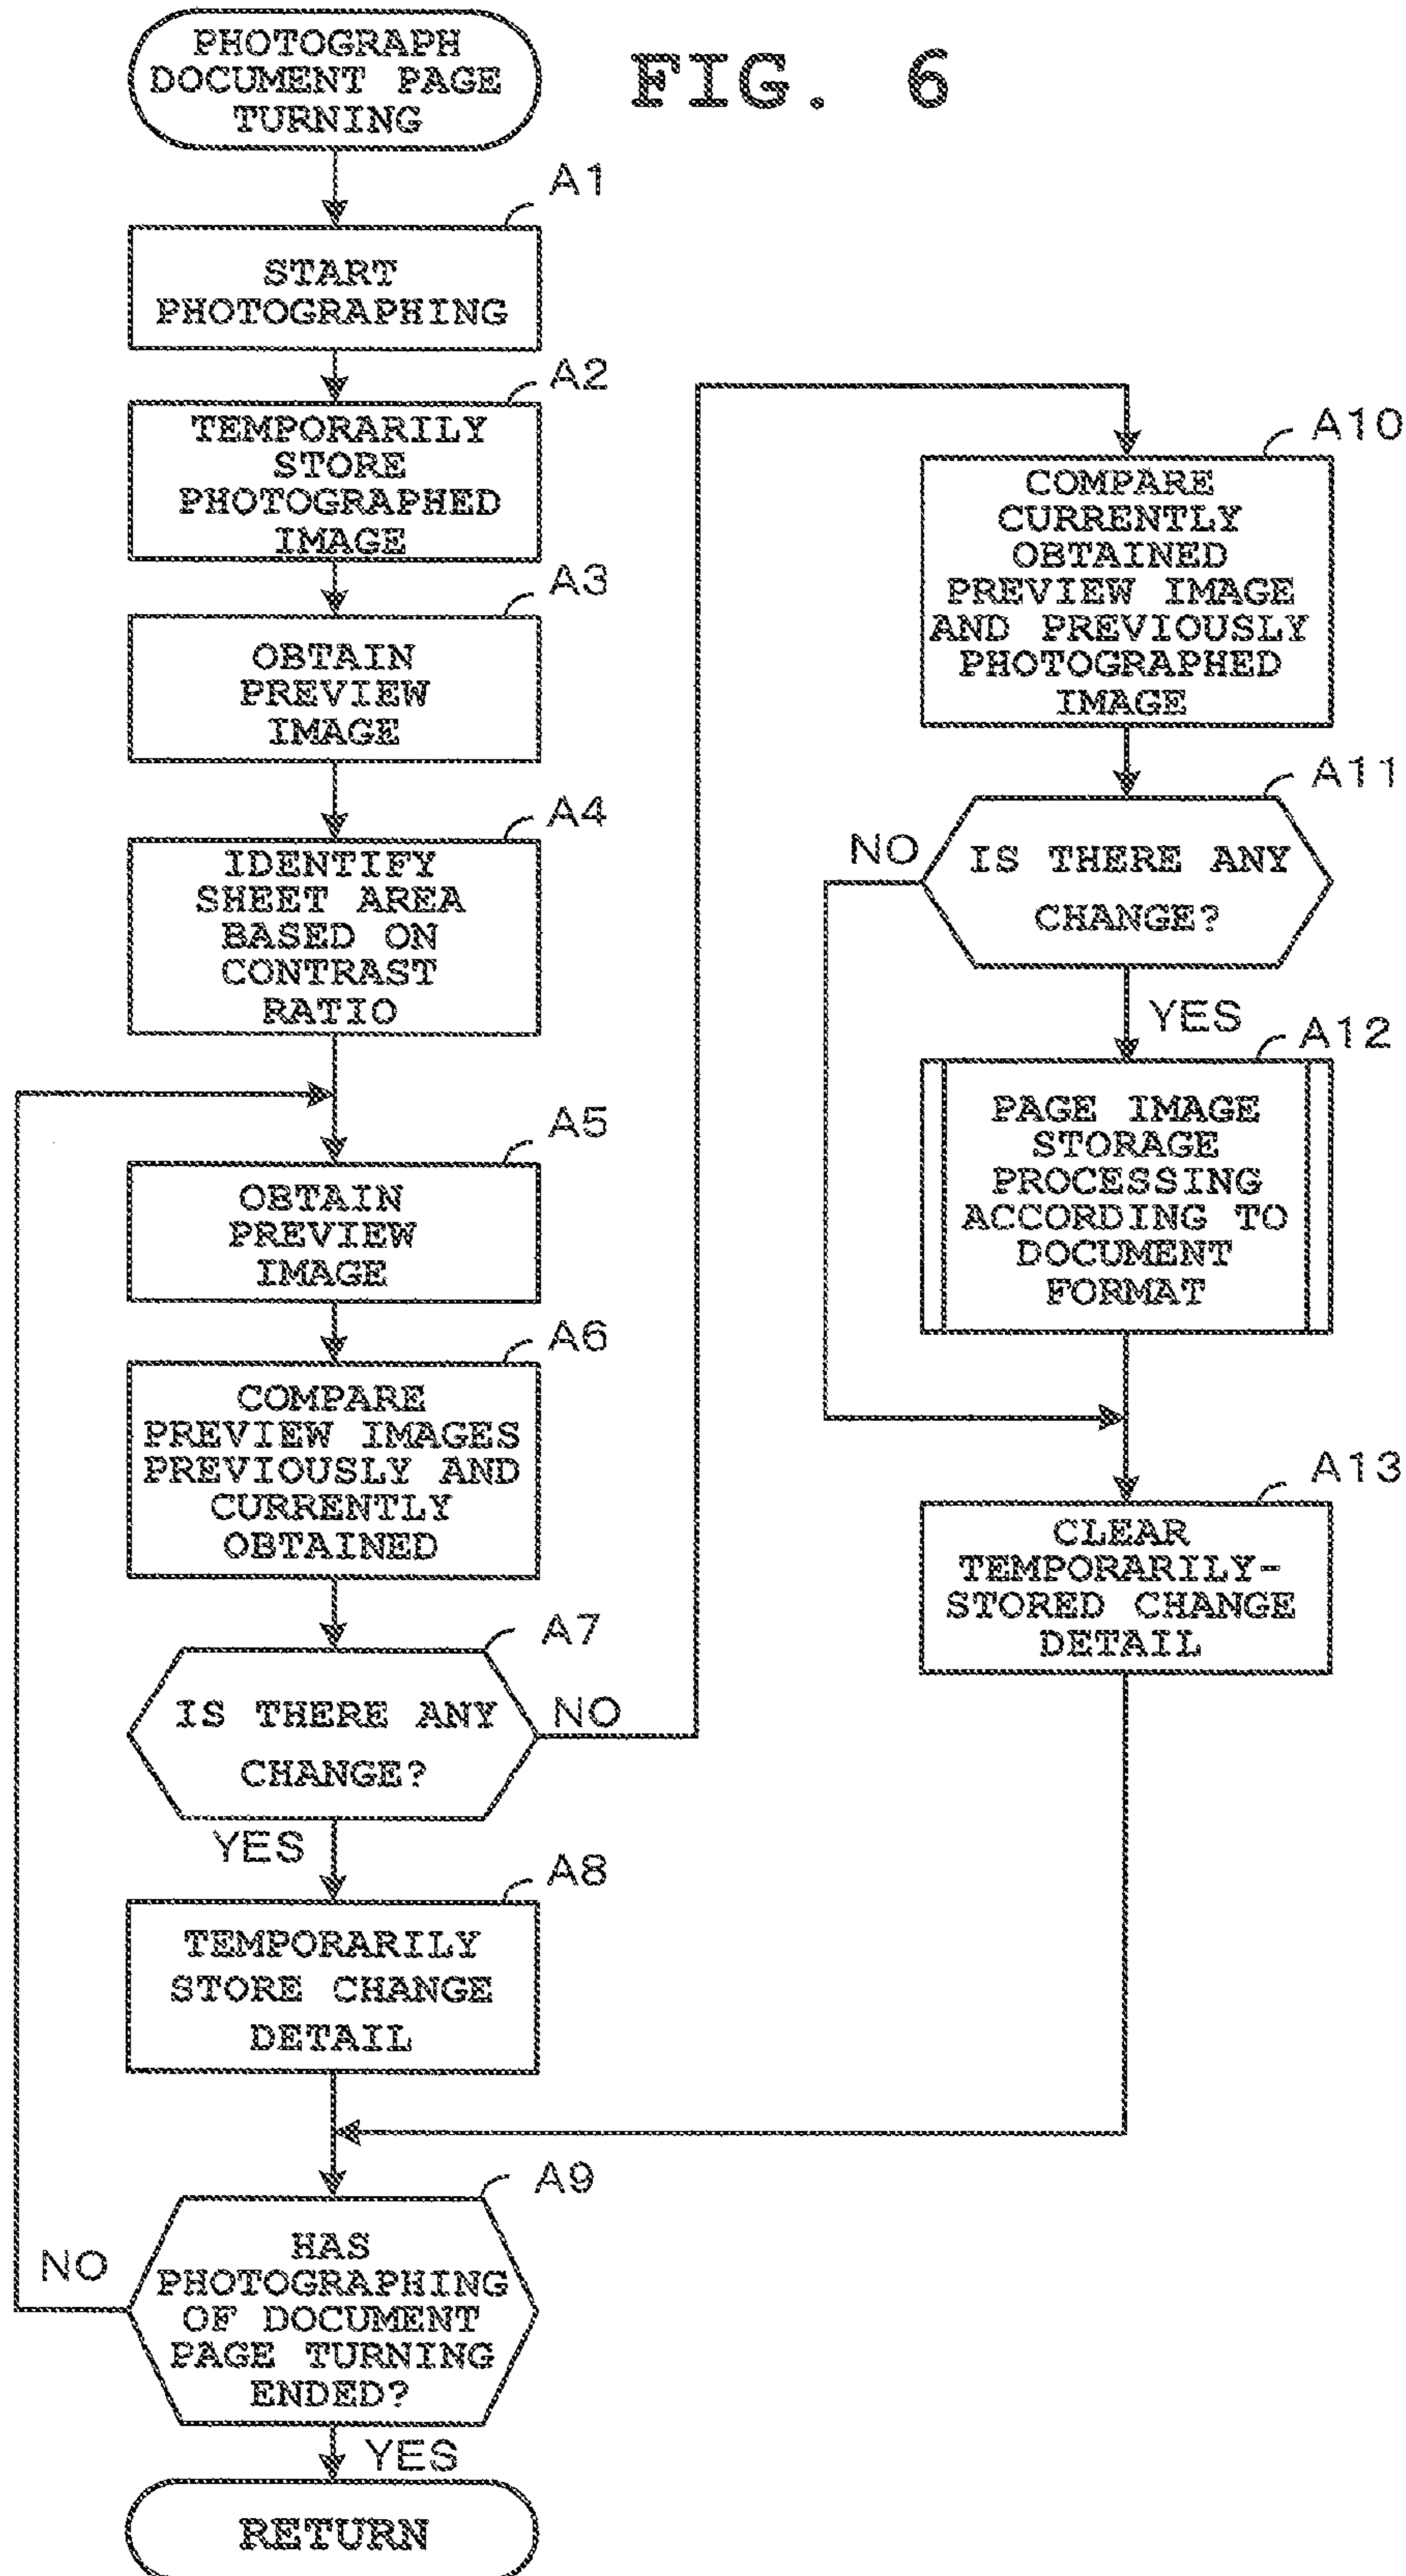 FIG. 6
PHOTOGRAPH
DOCUMENT PAGE
TURNING
A1
START
PHOTOGRAPHING
A2
TEMPORARILY
STORE
PHOTOGRAPHED
IMAGE
A3
OBTAIN
PREVIEW
IMAGE
A4
IDENTIFY
SHEET AREA
BASED ON
CONTRAST
RATIO
A5
OBTAIN
PREVIEW
IMAGE
A6
COMPARE
PREVIEW IMAGES
PREVIOUSLY AND
CURRENTLY
OBTAINED
A7
IS THERE ANY
CHANGE?
NO
YES
A8
TEMPORARILY
STORE CHANGE
DETAIL
A9
HAS
PHOTOGRAPHING
OF DOCUMENT
PAGE TURNING
ENDED?
NO
YES
RETURN
A10
COMPARE
CURRENTLY
OBTAINED
PREVIEW IMAGE
AND PREVIOUSLY
PHOTOGRAPHED
IMAGE
A11
IS THERE ANY
CHANGE?
NO
YES
A12
PAGE IMAGE
STORAGE
PROCESSING
ACCORDING TO
DOCUMENT
FORMAT
A13
CLEAR
TEMPORARILY-
STORED CHANGE
DETAIL